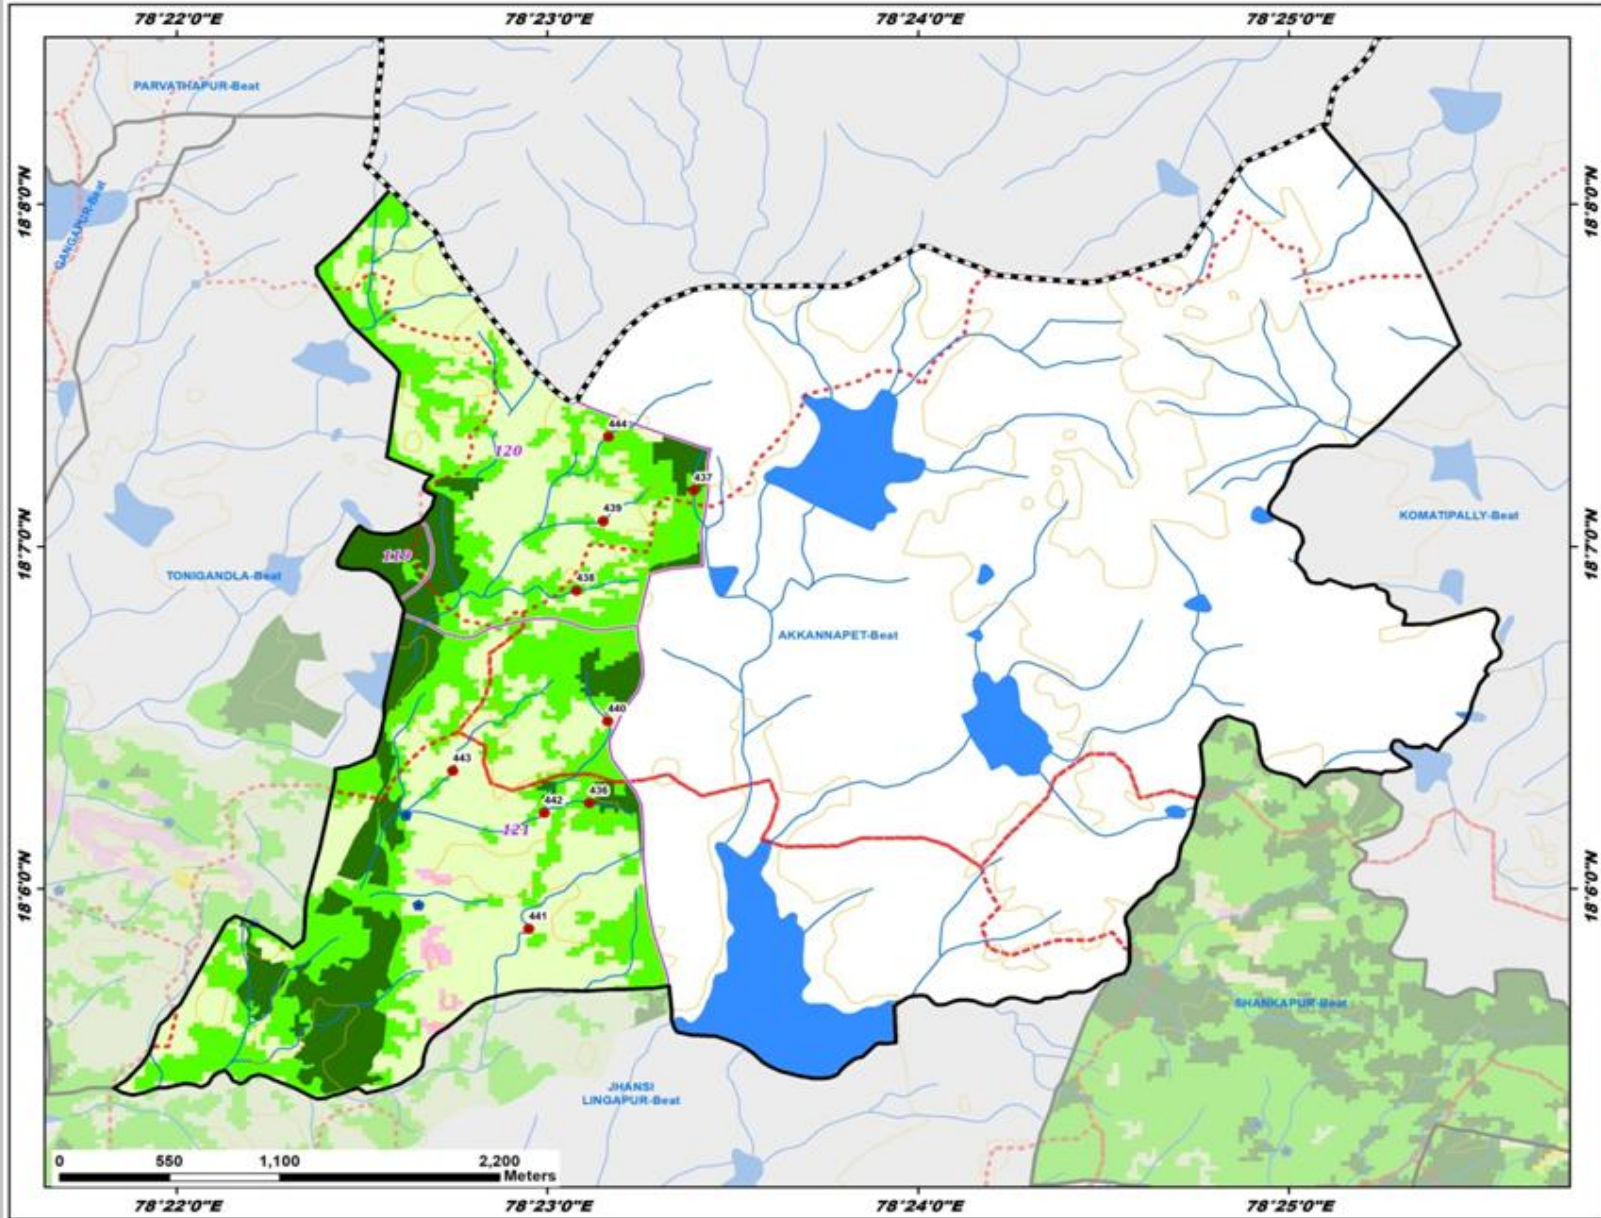 78°22'0"E 78°23'0"E 78°24'0"E 78°25'0"E
PARVATHAPUR-Beat
18°8'0"N 18°8'0"N
GANGAPUR-Beat
444
120
437
439
KOMATIPALLY-Beat
18°7'0"N 18°7'0"N
119
TONIGANDLA-Beat
438
AKKANNAPET-Beat
440
443
436
442
121
18°6'0"N 18°6'0"N
441
SHANKAPUR-Beat
JHANSI
LINGAPUR-Beat
0 550 1,100 2,200
Meters
78°22'0"E 78°23'0"E 78°24'0"E 78°25'0"E